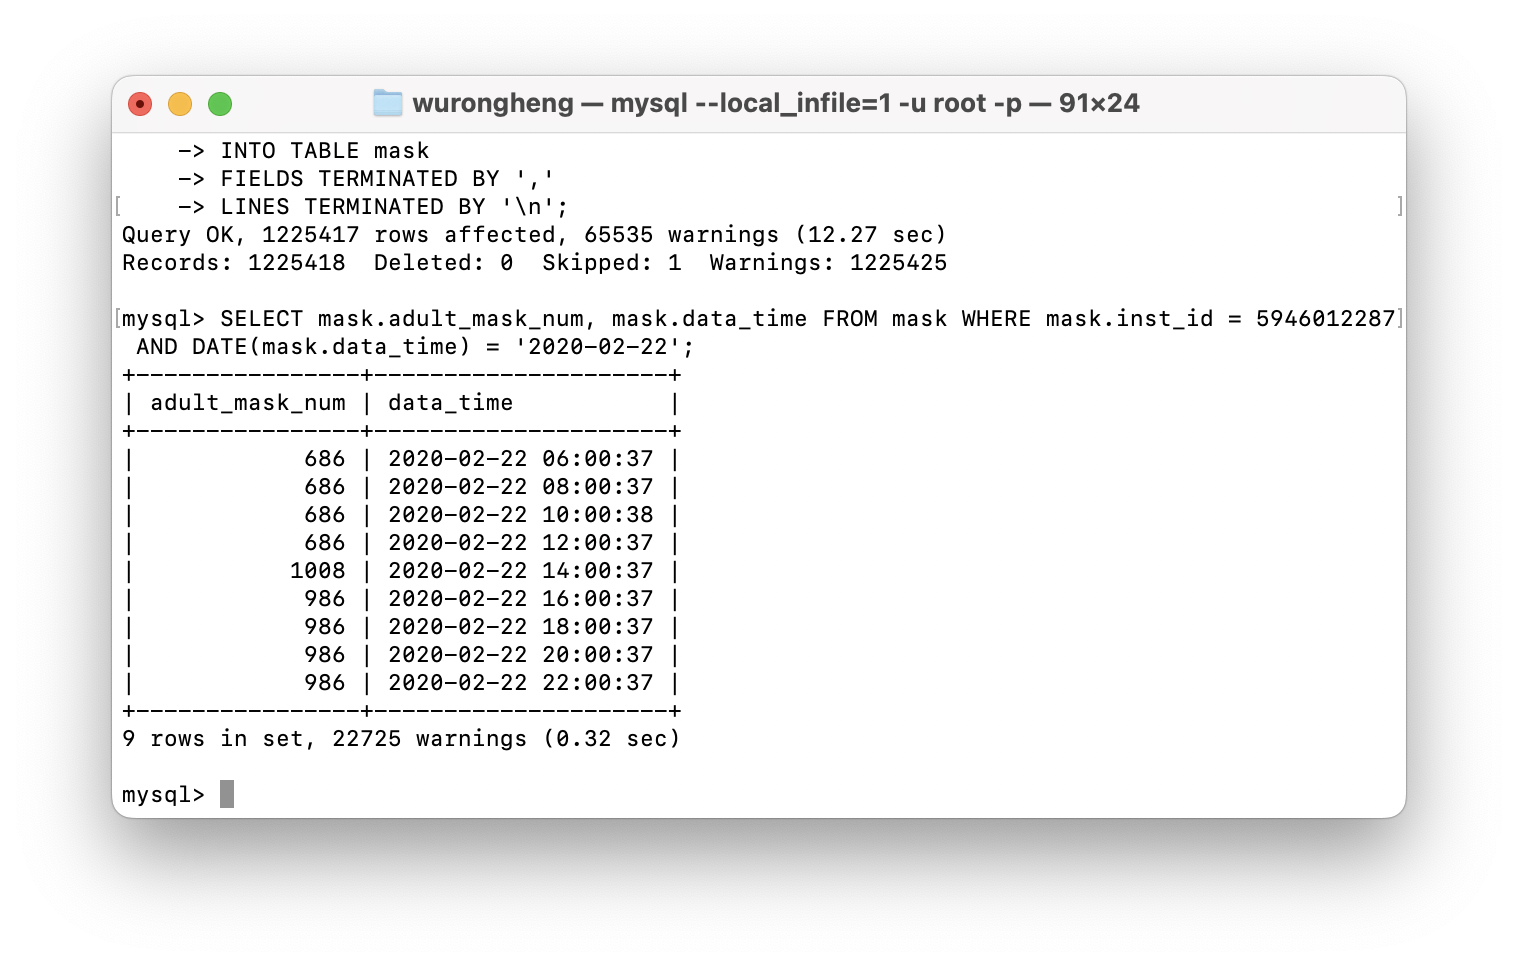 wurongheng — mysql --local_infile=1 -u root -p — 91×24
    -> INTO TABLE mask
    -> FIELDS TERMINATED BY ','
[    -> LINES TERMINATED BY '\n'; ]
Query OK, 1225417 rows affected, 65535 warnings (12.27 sec)
Records: 1225418  Deleted: 0  Skipped: 1  Warnings: 1225425
[mysql> SELECT mask.adult_mask_num, mask.data_time FROM mask WHERE mask.inst_id = 5946012287]
 AND DATE(mask.data_time) = '2020-02-22';
+----------------+---------------------+
| adult_mask_num | data_time           |
+----------------+---------------------+
|            686 | 2020-02-22 06:00:37 |
|            686 | 2020-02-22 08:00:37 |
|            686 | 2020-02-22 10:00:38 |
|            686 | 2020-02-22 12:00:37 |
|           1008 | 2020-02-22 14:00:37 |
|            986 | 2020-02-22 16:00:37 |
|            986 | 2020-02-22 18:00:37 |
|            986 | 2020-02-22 20:00:37 |
|            986 | 2020-02-22 22:00:37 |
+----------------+---------------------+
9 rows in set, 22725 warnings (0.32 sec)
mysql>